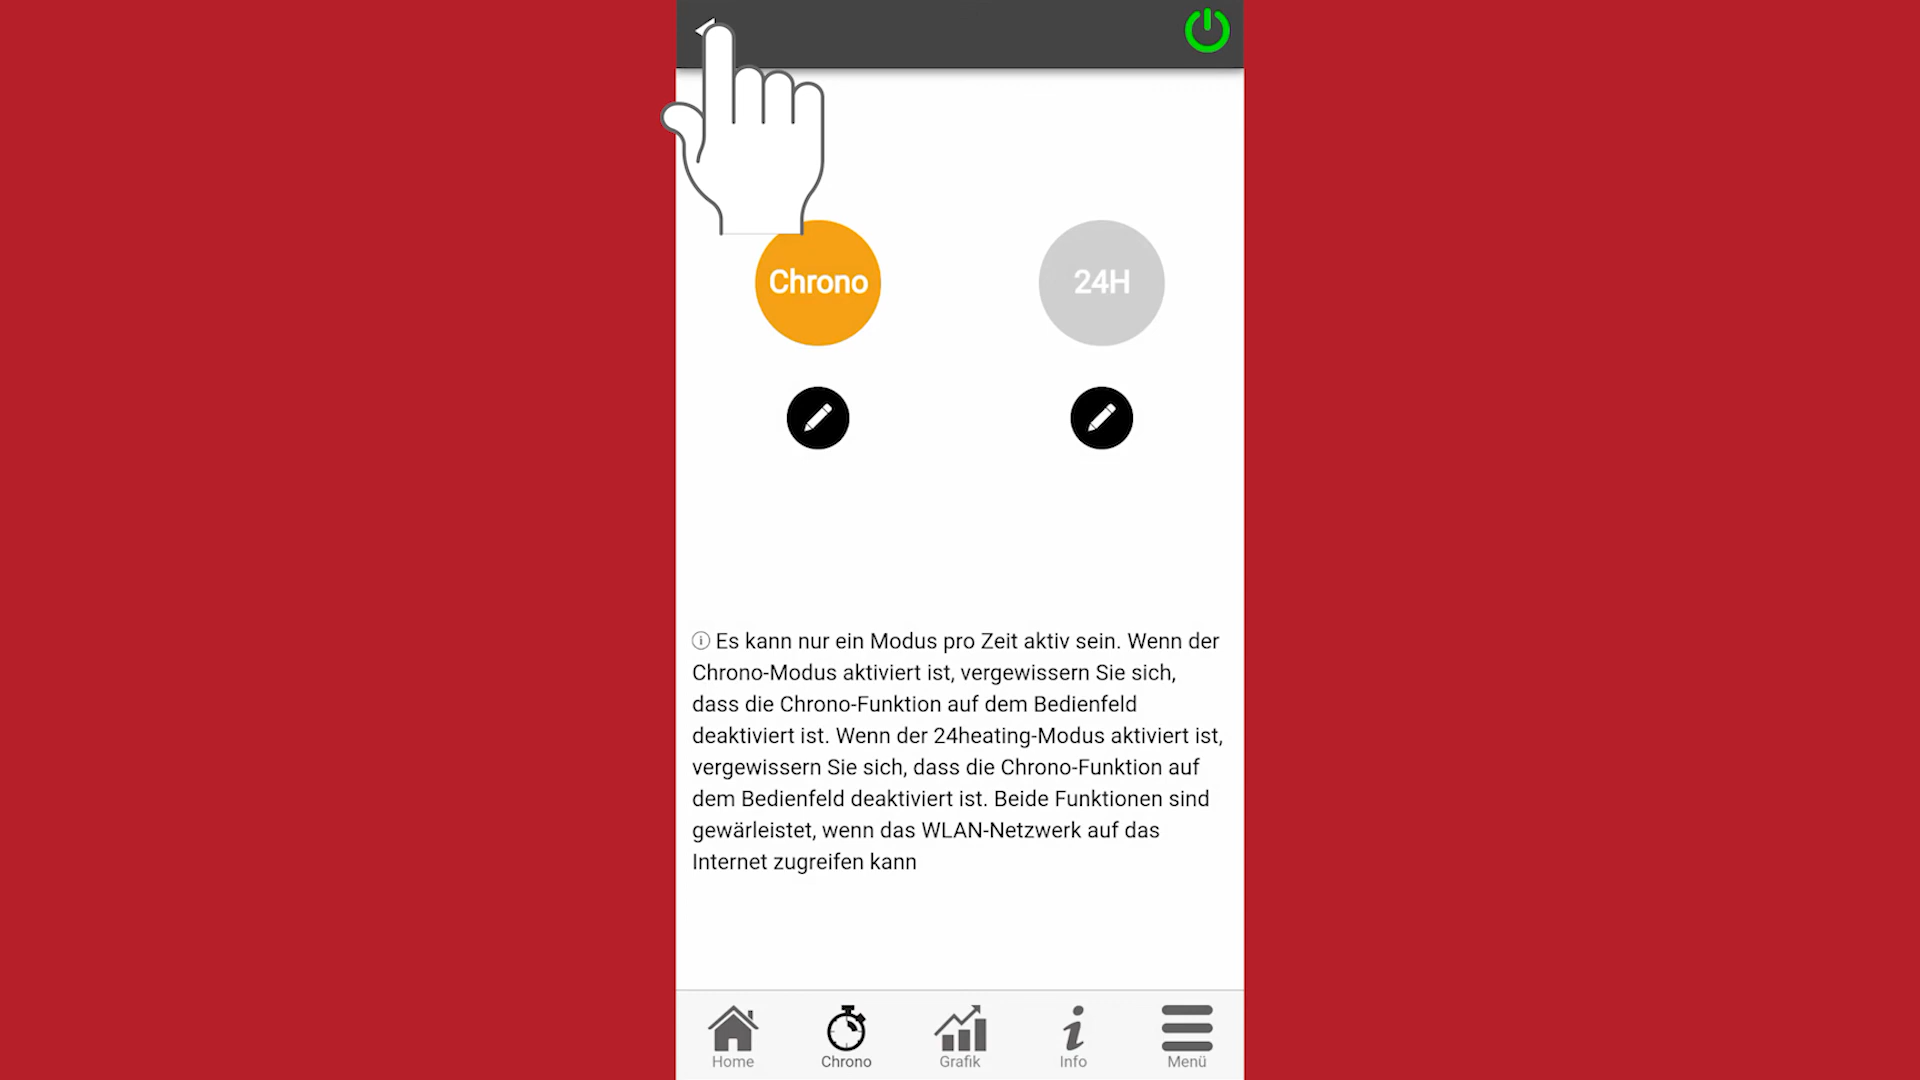 Chrono
24H
Es kann nur ein Modus pro Zeit aktiv sein. Wenn der
Chrono-Modus aktiviert ist, vergewissern Sie sich,
dass die Chrono-Funktion auf dem Bedienfeld
deaktiviert ist. Wenn der 24heating-Modus aktiviert ist,
vergewissern Sie sich, dass die Chrono-Funktion auf
dem Bedienfeld deaktiviert ist. Beide Funktionen sind
gewärleistet, wenn das WLAN-Netzwerk auf das
Internet zugreifen kann
Home
Chrono
Grafik
Info
Menü